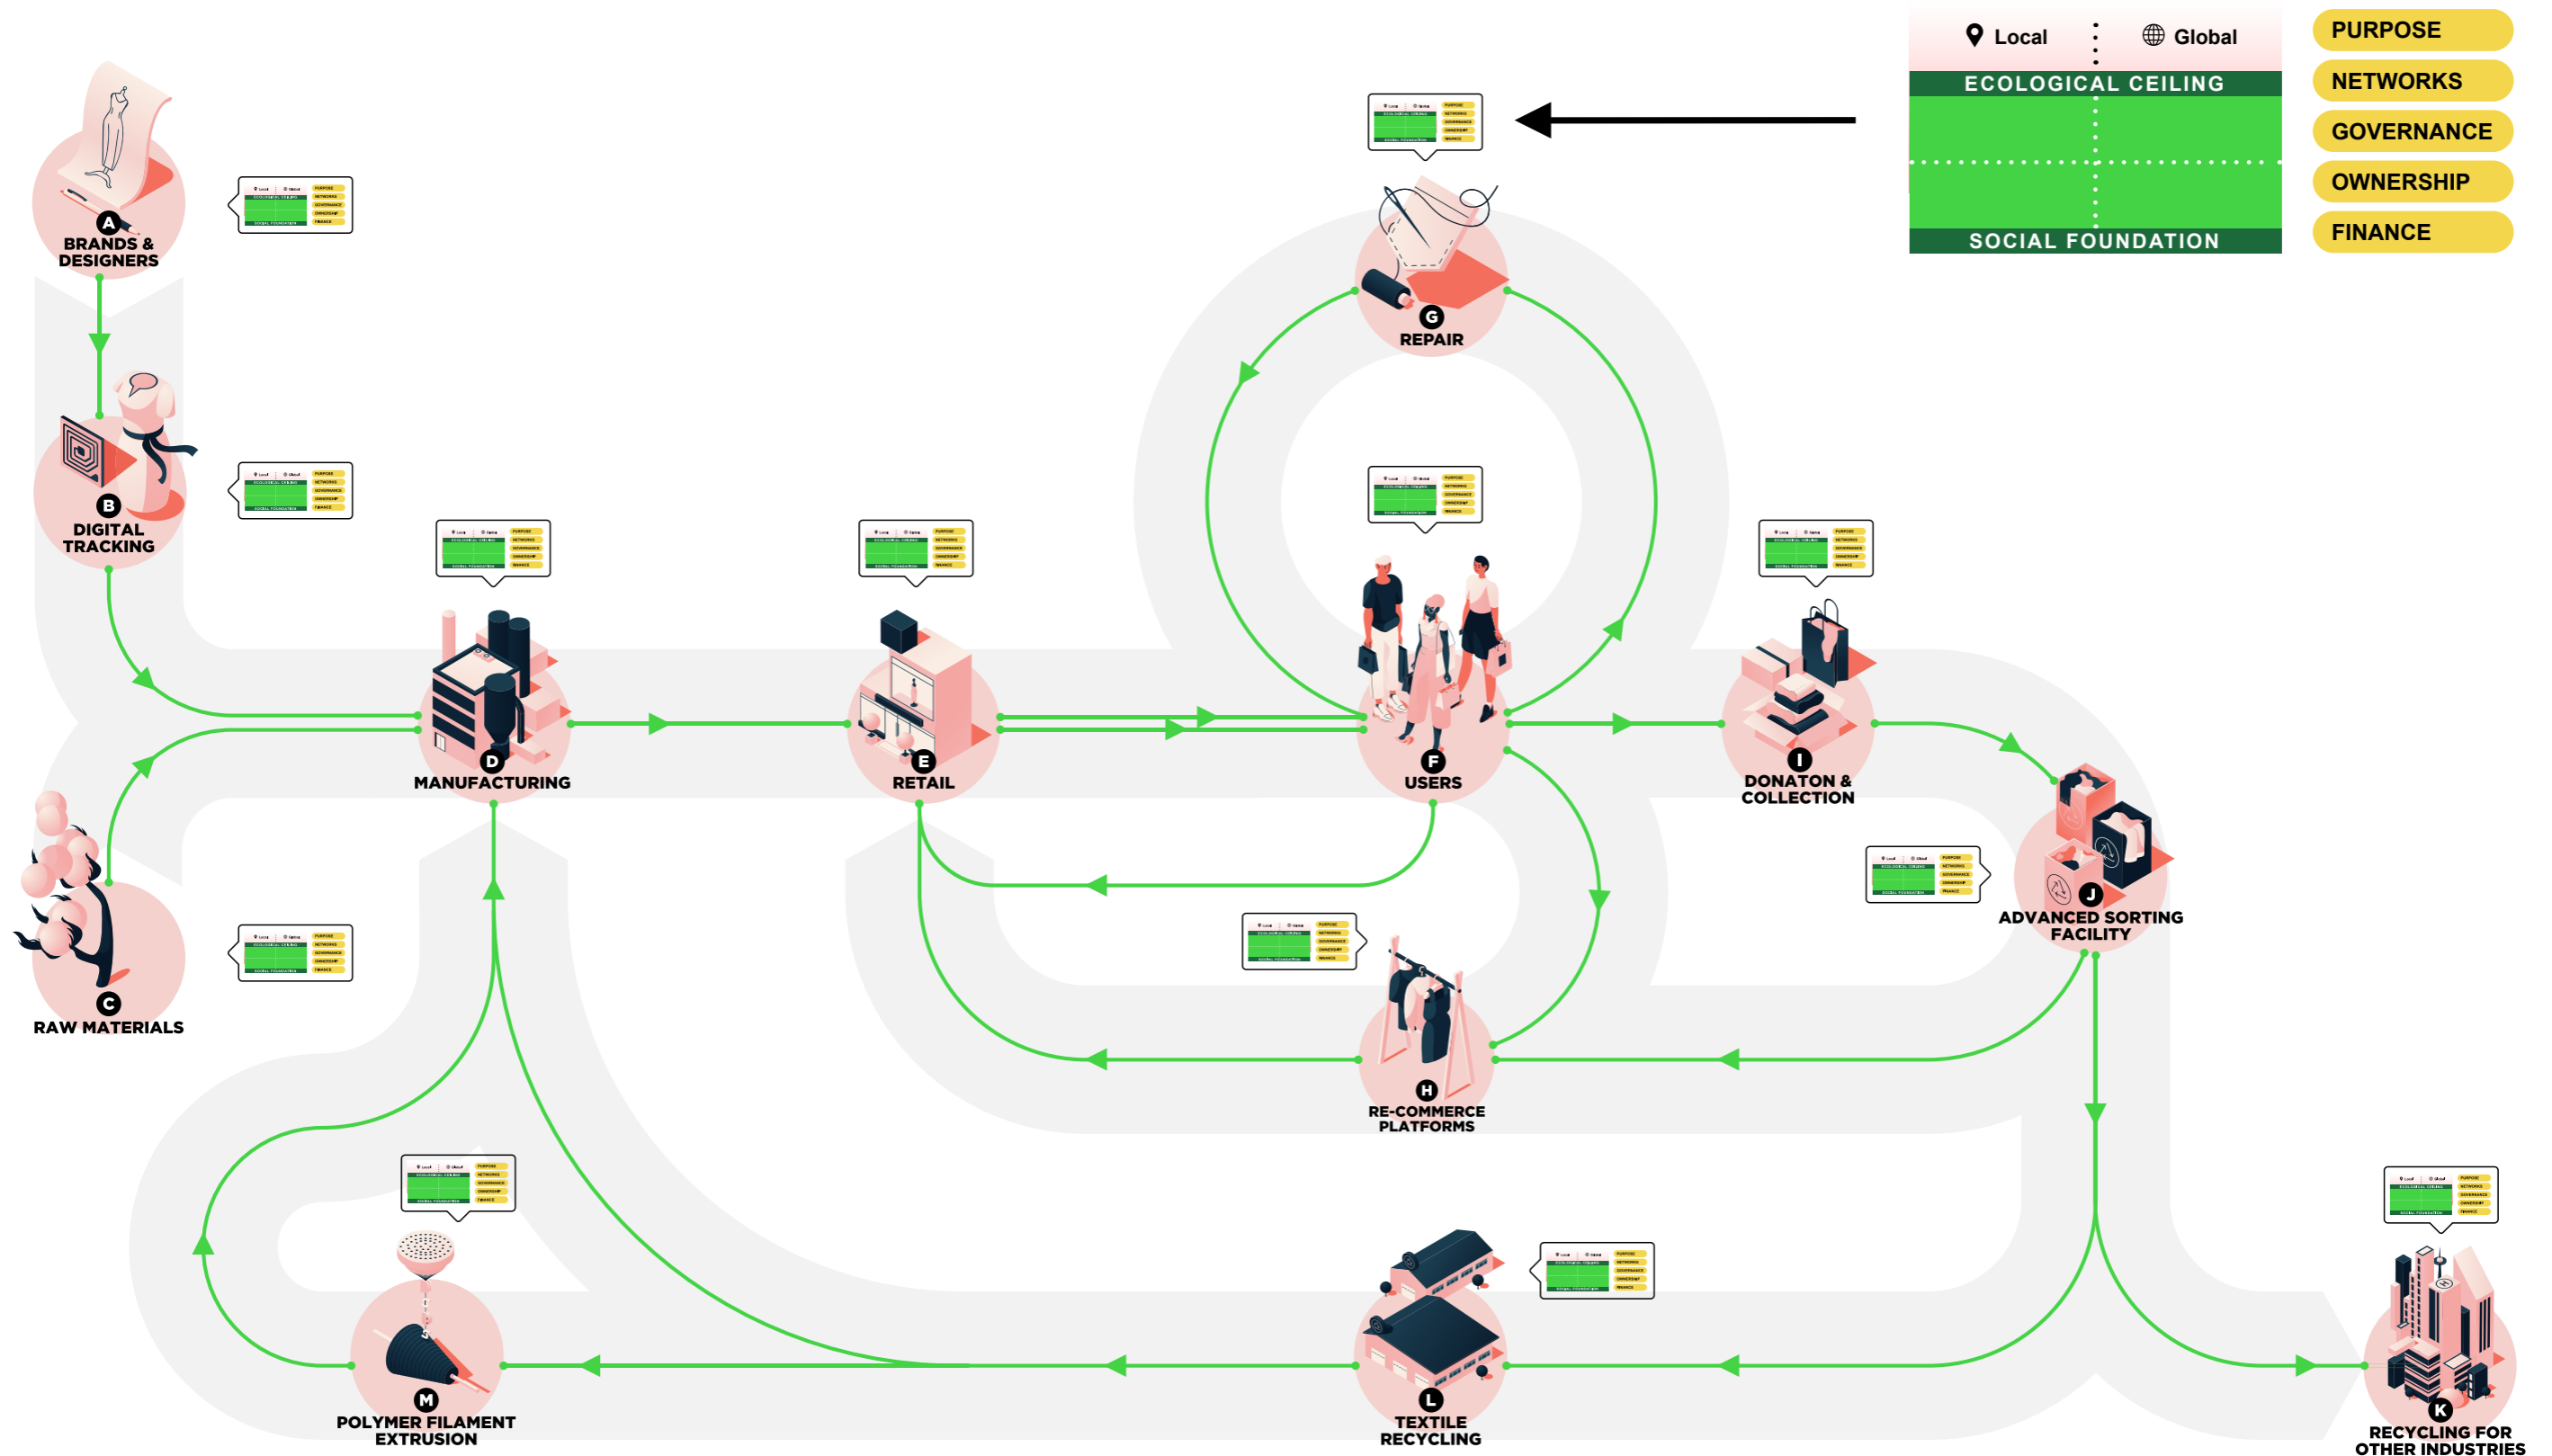 Local
Global
ECOLOGICAL CEILING
SOCIAL FOUNDATION
PURPOSE
NETWORKS
GOVERNANCE
OWNERSHIP
FINANCE
A
BRANDS &
DESIGNERS
B
DIGITAL
TRACKING
C
RAW MATERIALS
D
MANUFACTURING
E
RETAIL
F
USERS
G
REPAIR
H
RE-COMMERCE
PLATFORMS
I
DONATON &
COLLECTION
J
ADVANCED SORTING
FACILITY
K
RECYCLING FOR
OTHER INDUSTRIES
L
TEXTILE
RECYCLING
M
POLYMER FILAMENT
EXTRUSION